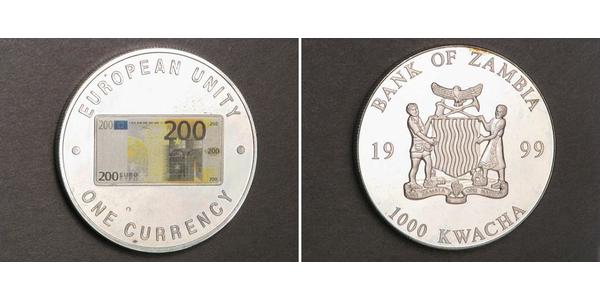 EUROPEAN UNITY
200
200
200
200 EURO
ONE CURRENCY
BANK OF ZAMBIA
19 99
1000 KWACHA